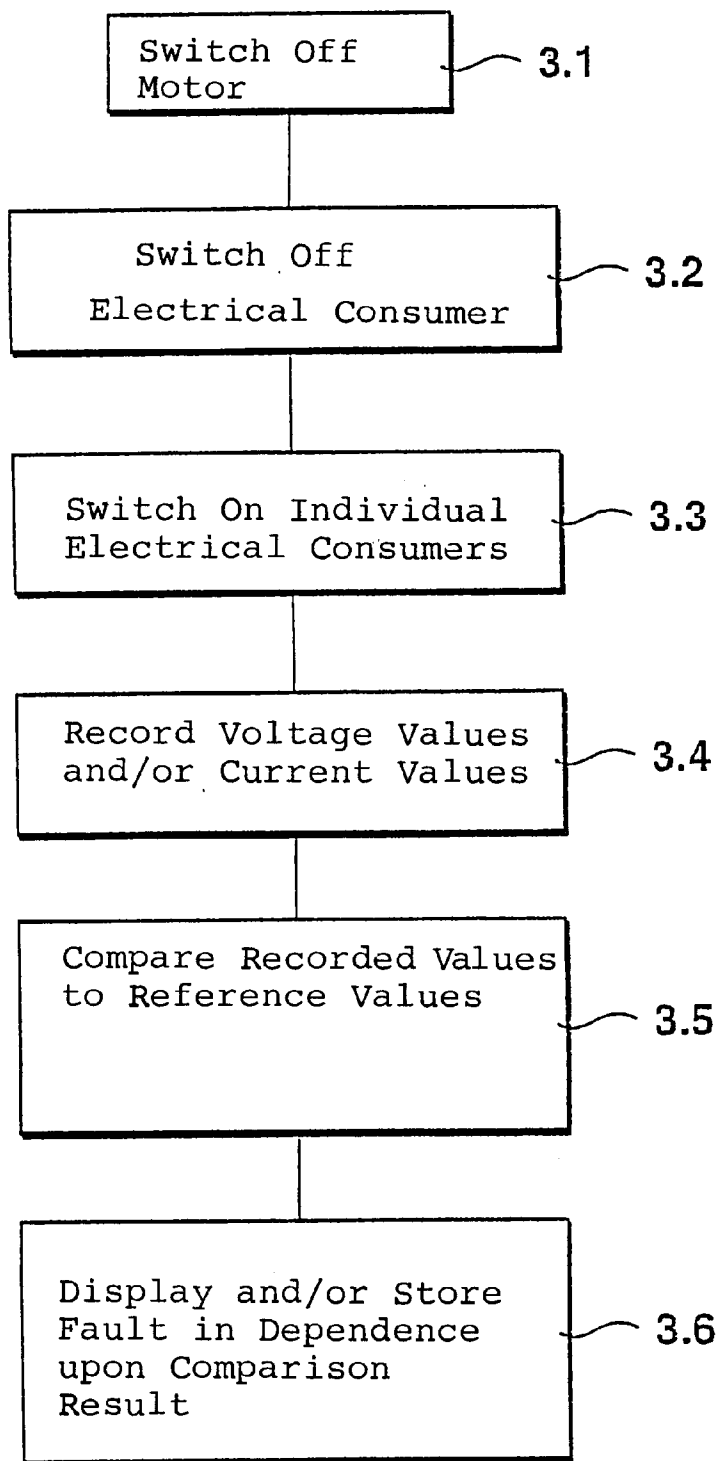 Switch Off
Motor
3.1
Switch Off
Electrical Consumer
3.2
Switch On Individual
Electrical Consumers
3.3
Record Voltage Values
and/or Current Values
3.4
Compare Recorded Values
to Reference Values
3.5
Display and/or Store
Fault in Dependence
upon Comparison
Result
3.6